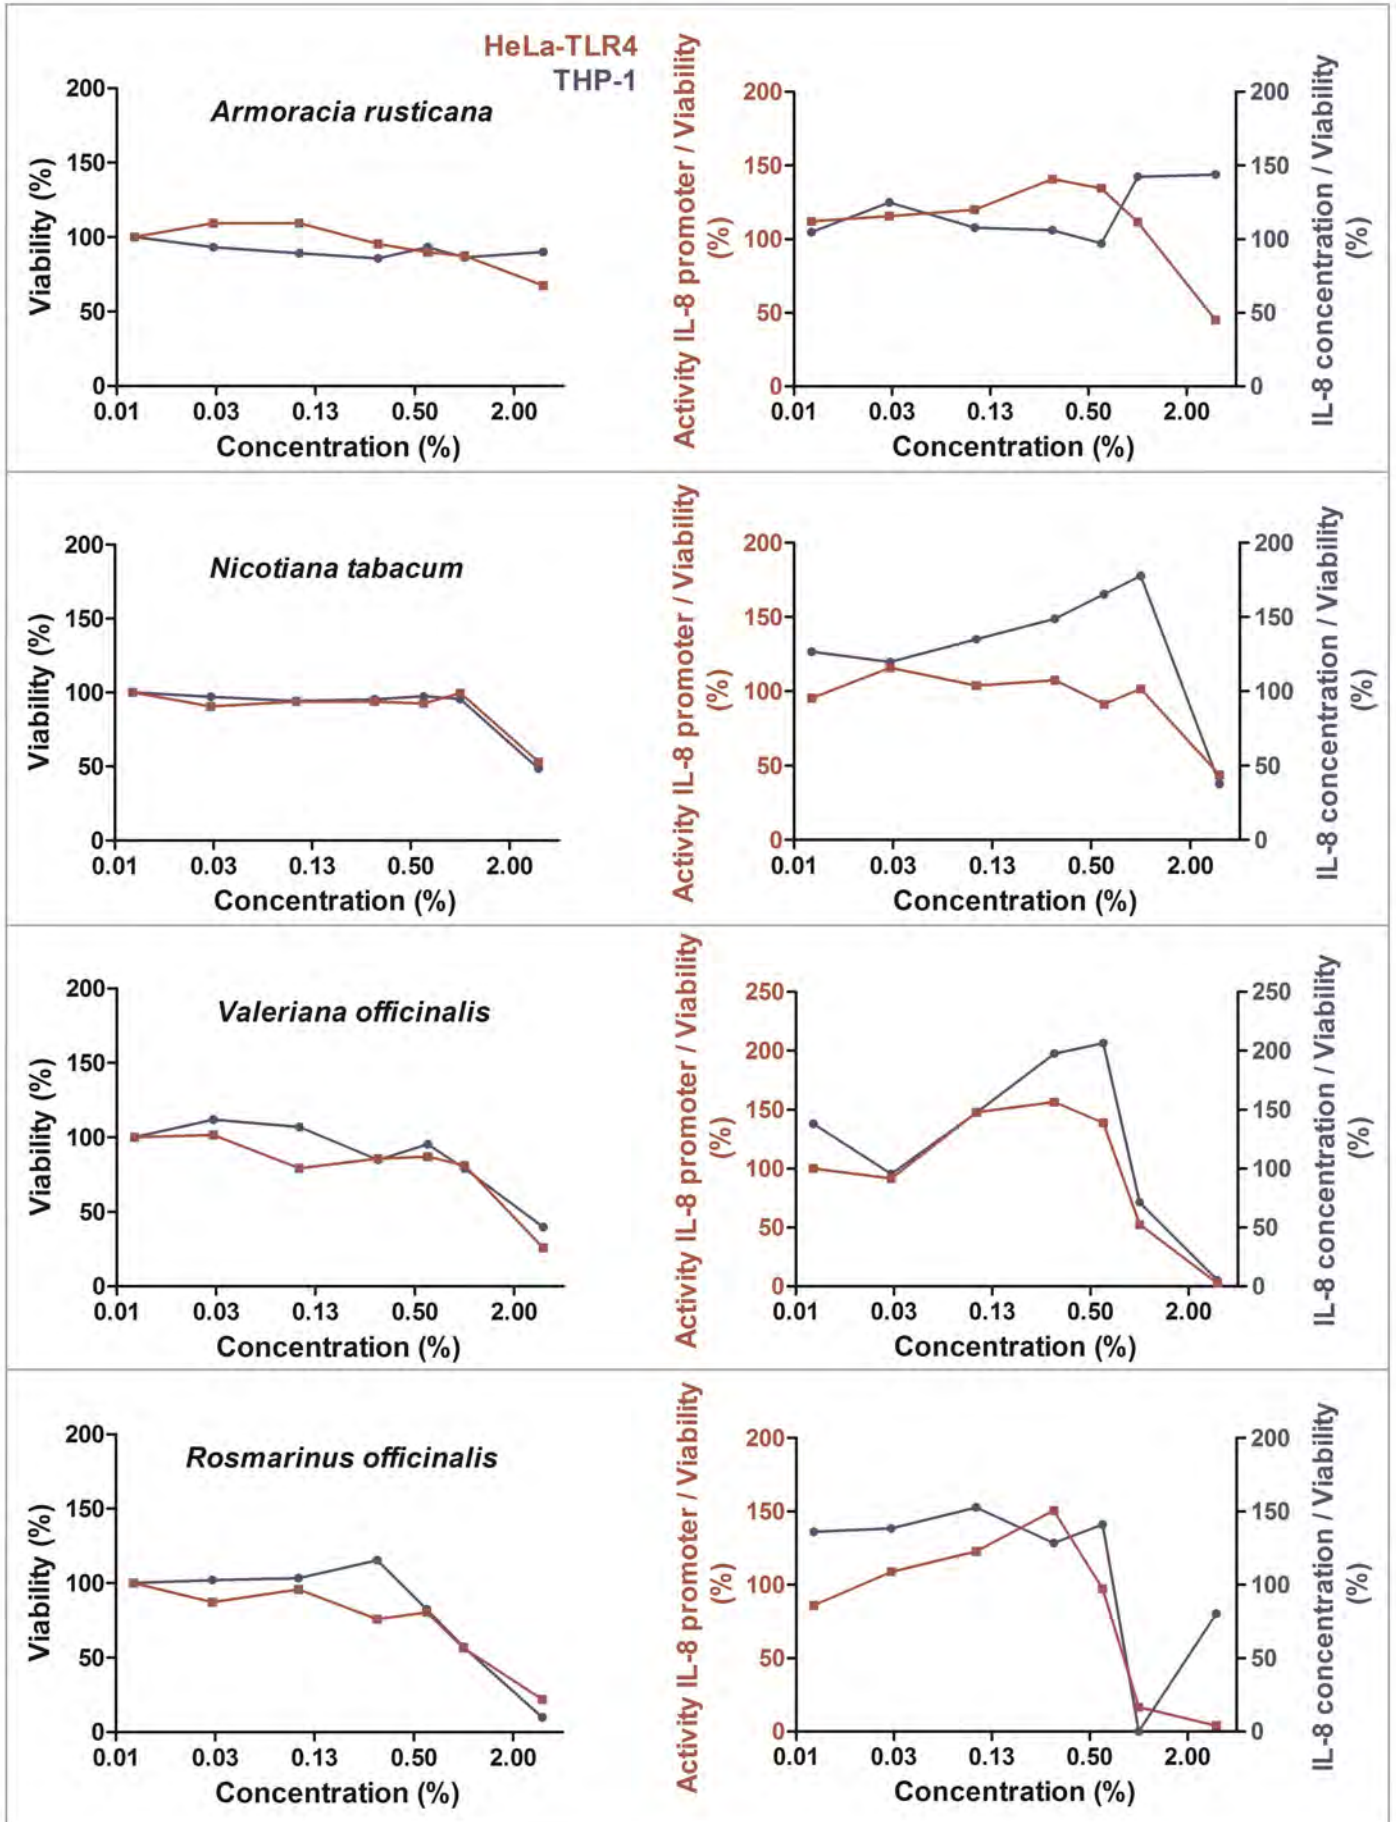 HeLa-TLR4
THP-1
Armoracia rusticana
Viability (%)
200
150
100
50
0
0.01 0.03 0.13 0.50 2.00
Concentration (%)
Activity IL-8 promoter / Viability
(%)
200
150
100
50
0
0.01 0.03 0.13 0.50 2.00
Concentration (%)
200
150
100
50
0
IL-8 concentration / Viability
(%)
Nicotiana tabacum
Viability (%)
200
150
100
50
0
0.01 0.03 0.13 0.50 2.00
Concentration (%)
Activity IL-8 promoter / Viability
(%)
200
150
100
50
0
0.01 0.03 0.13 0.50 2.00
Concentration (%)
200
150
100
50
0
IL-8 concentration / Viability
(%)
Valeriana officinalis
Viability (%)
200
150
100
50
0
0.01 0.03 0.13 0.50 2.00
Concentration (%)
Activity IL-8 promoter / Viability
(%)
250
200
150
100
50
0
0.01 0.03 0.13 0.50 2.00
Concentration (%)
250
200
150
100
50
0
IL-8 concentration / Viability
(%)
Rosmarinus officinalis
Viability (%)
200
150
100
50
0
0.01 0.03 0.13 0.50 2.00
Concentration (%)
Activity IL-8 promoter / Viability
(%)
200
150
100
50
0
0.01 0.03 0.13 0.50 2.00
Concentration (%)
200
150
100
50
0
IL-8 concentration / Viability
(%)